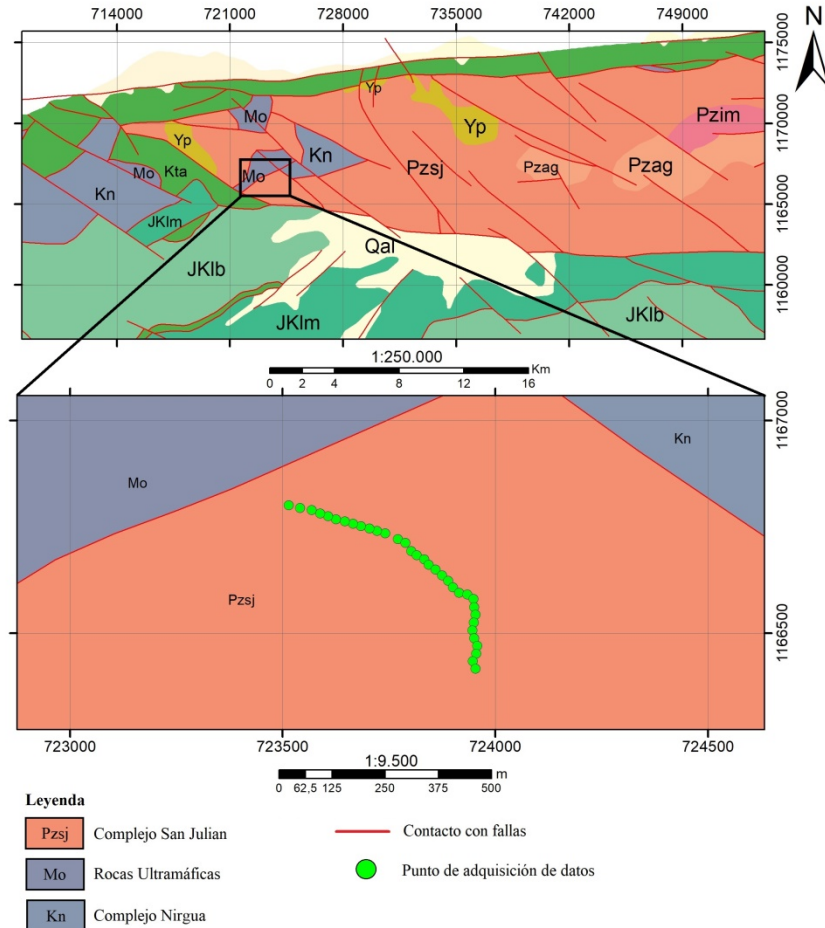 714000 721000 728000 735000 742000 749000
N
1175000
Yp
Mo
Pzim
1170000
Yp
Yp
Kn
Mo
Kta
Mo
Pzsj
Pzag
Pzag
Kn
1165000
JKlm
Qal
JKlb
1160000
JKlm
JKlb
1:250.000
Km
0 2 4 8 12 16
1167000
Kn
Mo
Pzsj
1166500
723000 723500 724000 724500
1:9.500
m
0 62,5 125 250 375 500
Leyenda
Pzsj Complejo San Julian
Contacto con fallas
Mo Rocas Ultramáficas
Punto de adquisición de datos
Kn Complejo Nirgua